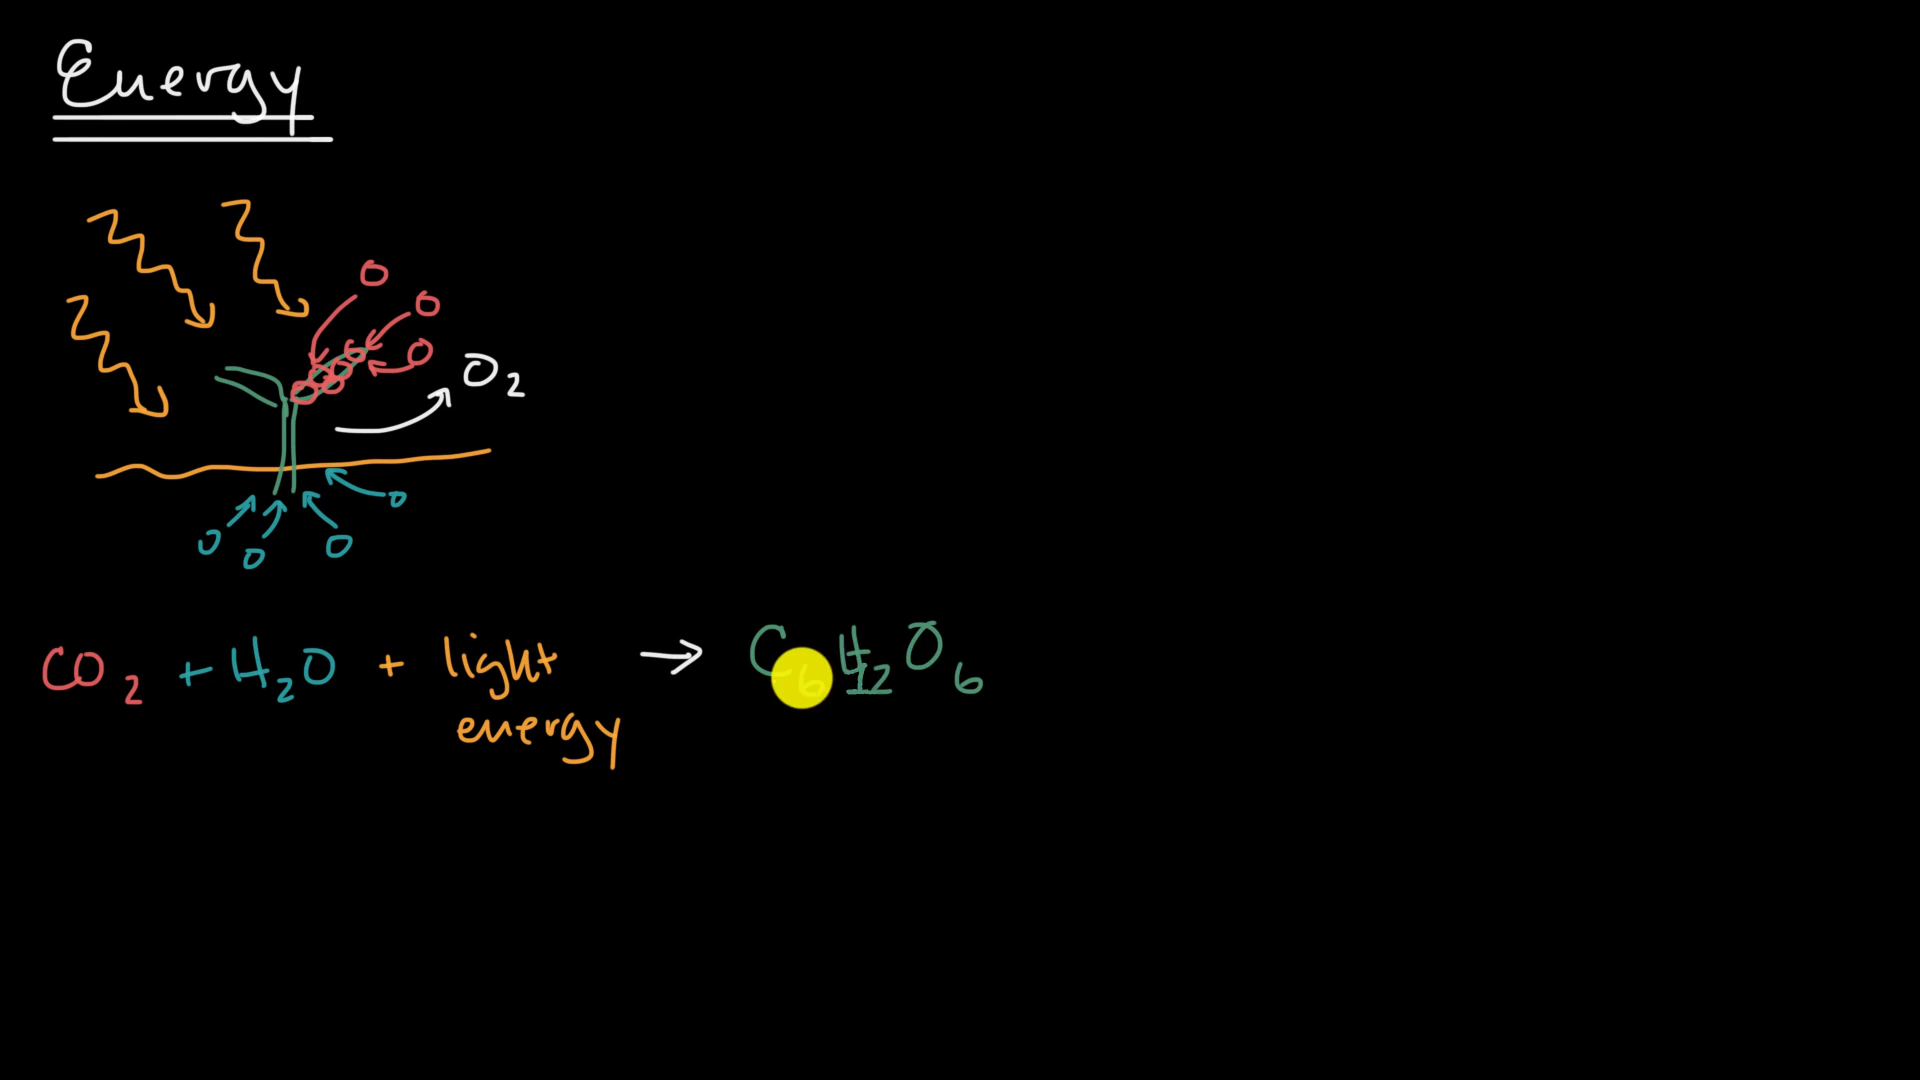 Energy
O₂
CO₂ + H₂O + light energy → C₆H₁₂O₆